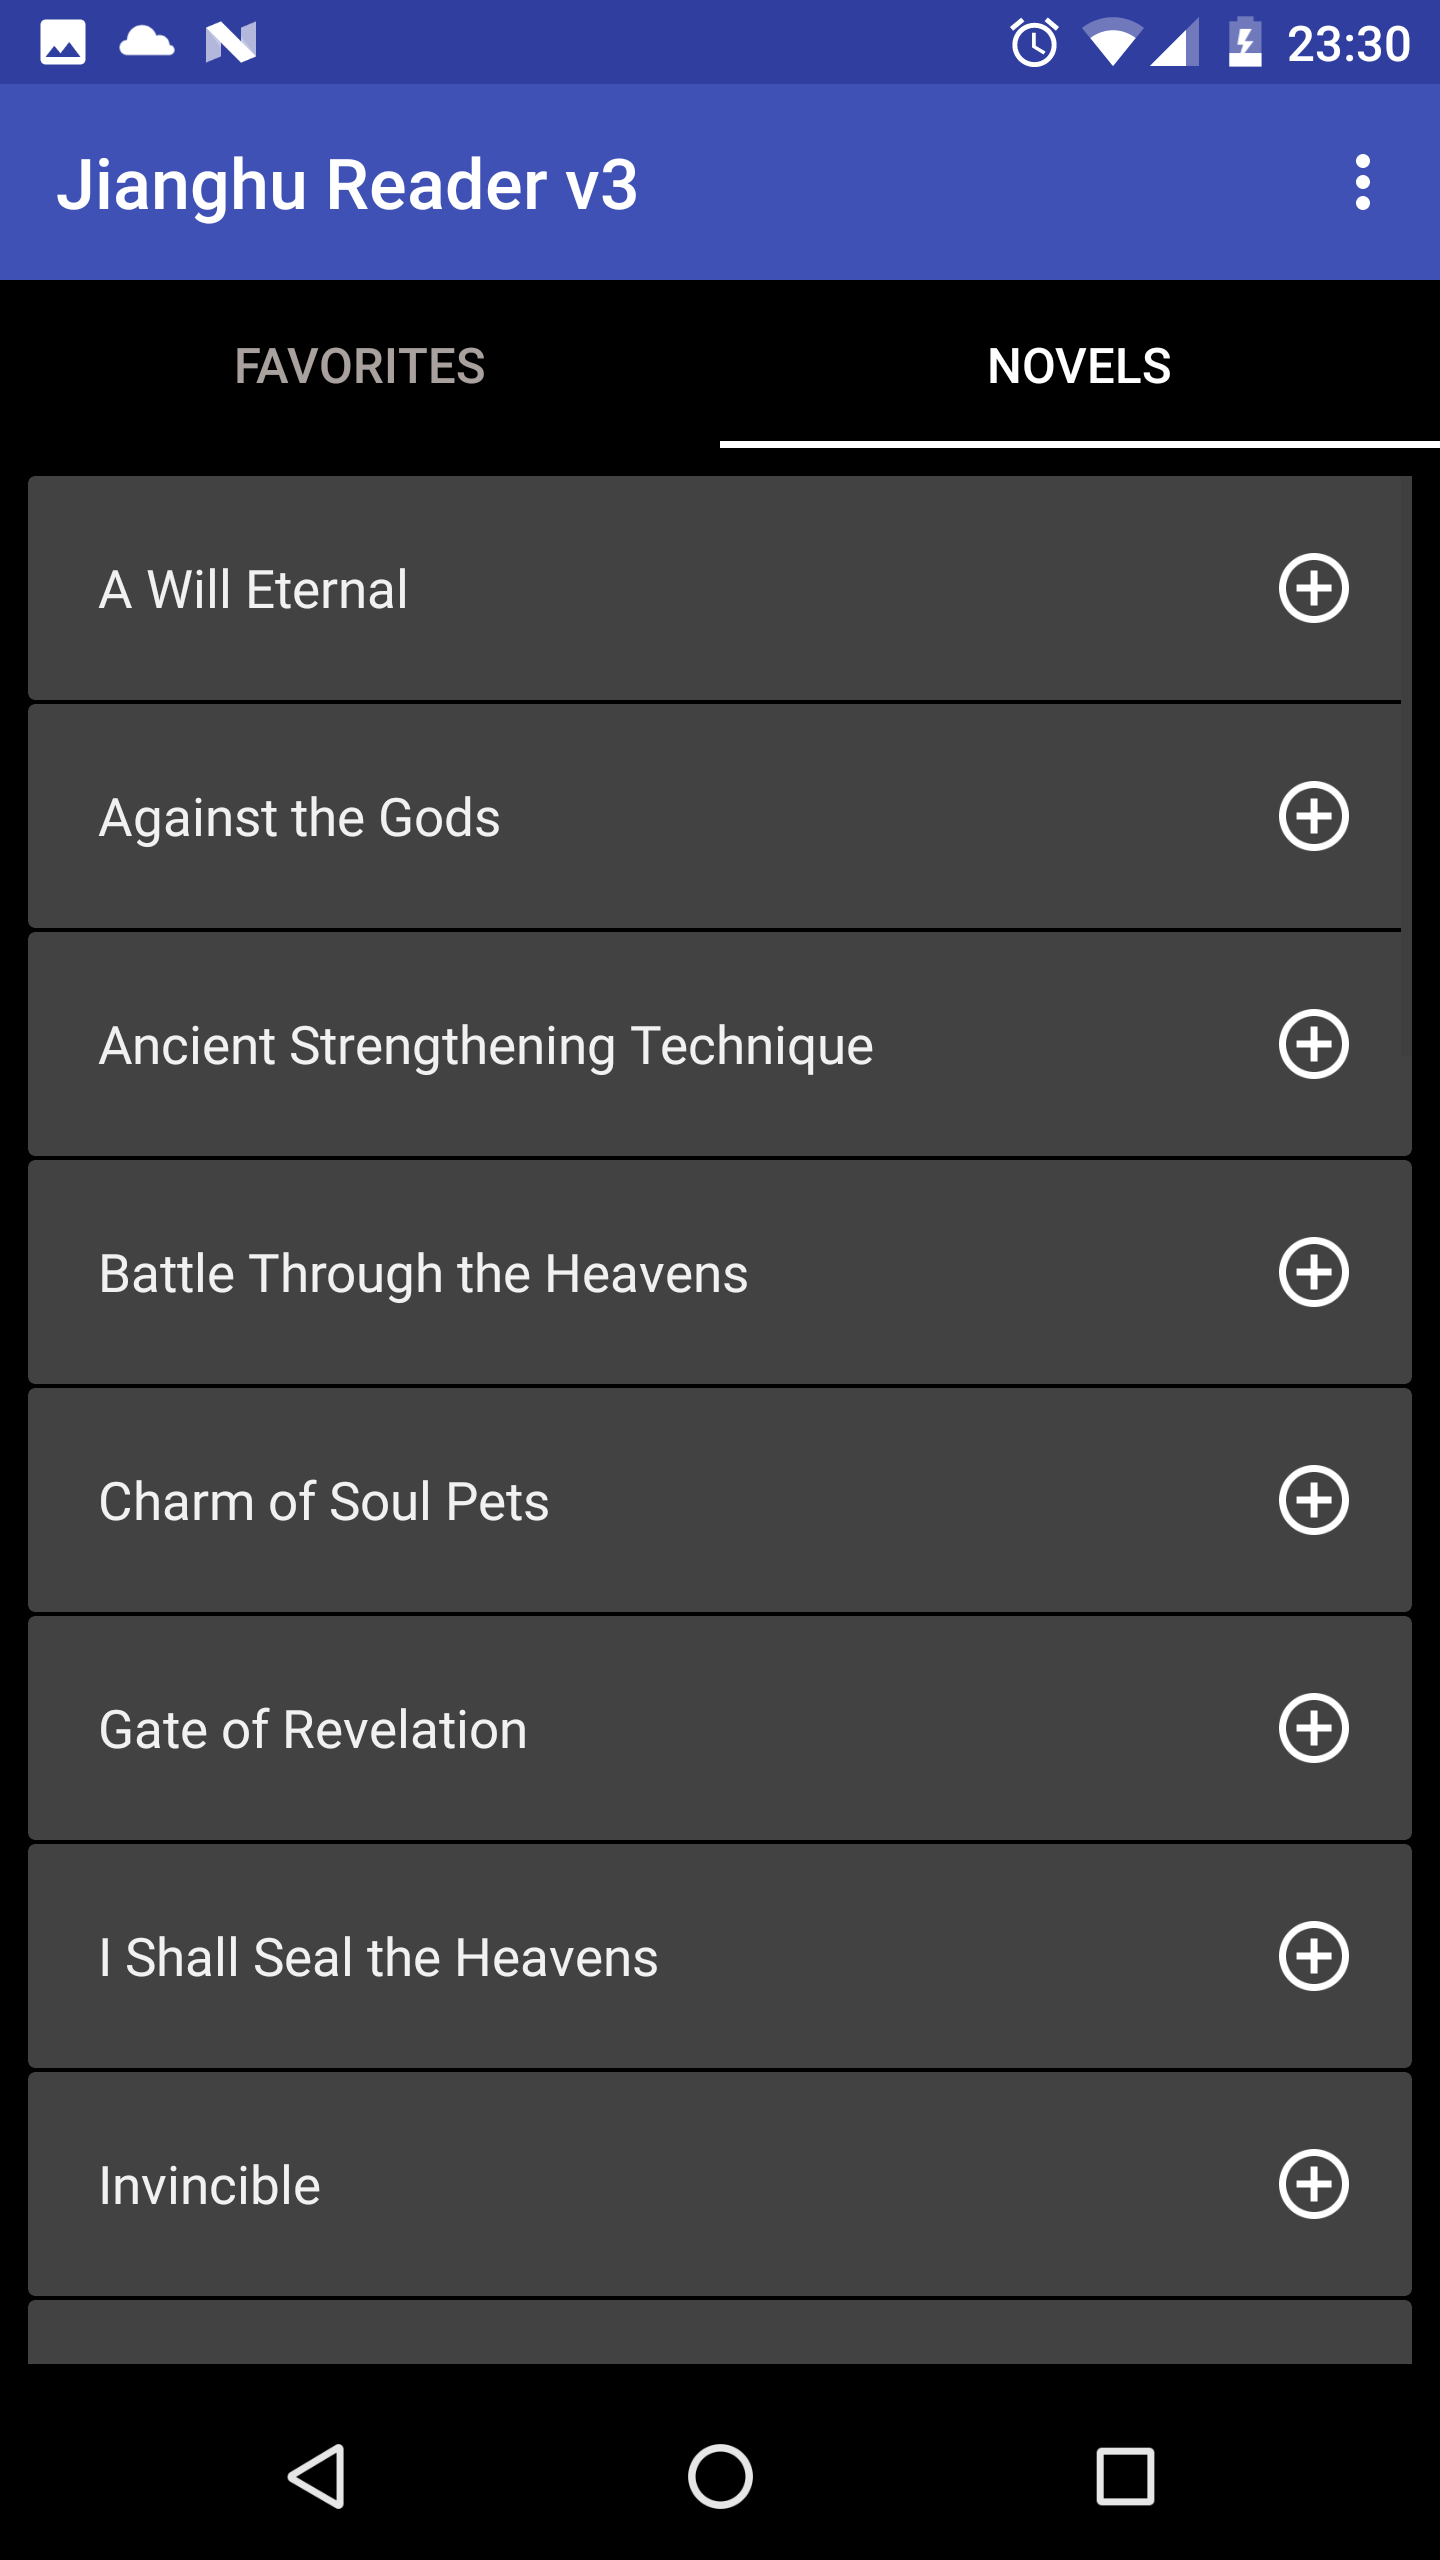 23:30
Jianghu Reader v3
FAVORITES
NOVELS
A Will Eternal
Against the Gods
Ancient Strengthening Technique
Battle Through the Heavens
Charm of Soul Pets
Gate of Revelation
I Shall Seal the Heavens
Invincible